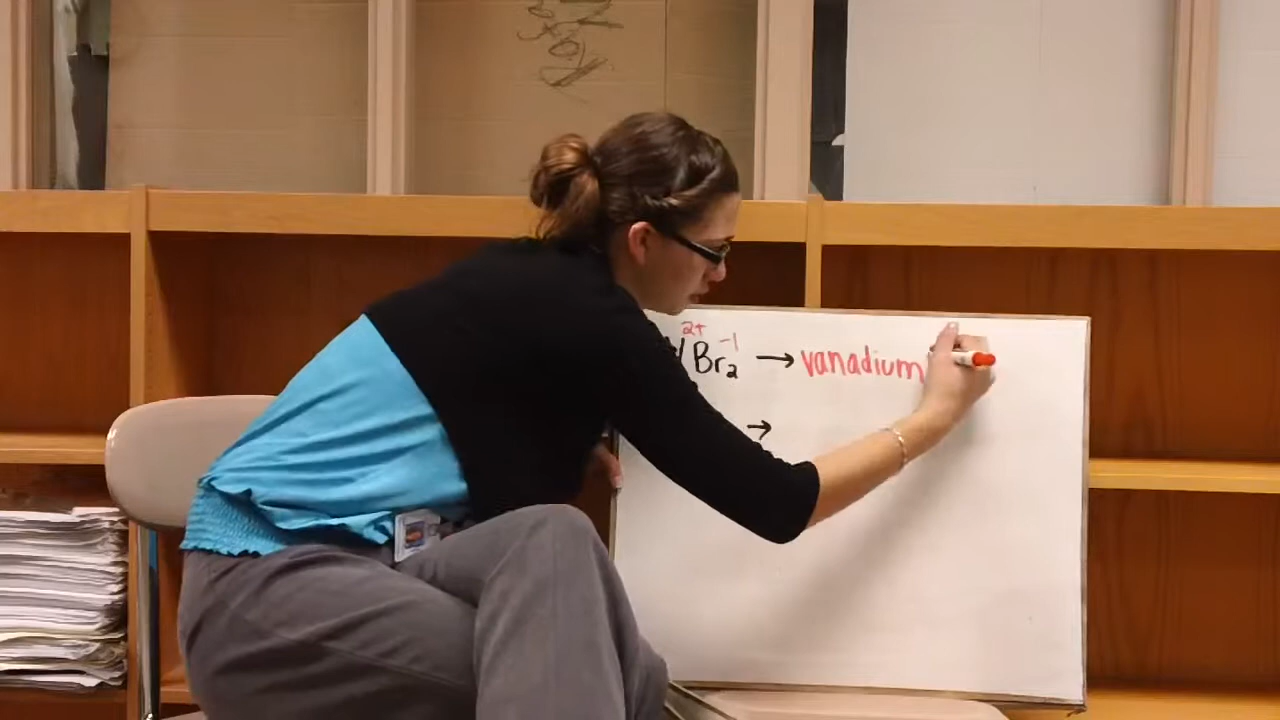 2+ -1
Br₂ → vanadium
→